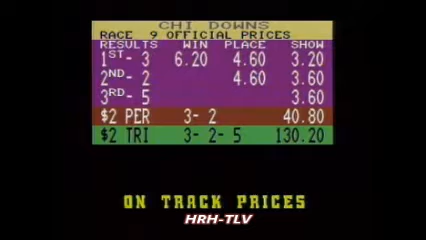 CHI DOWNS
RACE 9 OFFICIAL PRICES
RESULTS WIN PLACE SHOW
1ST- 3 6.20 4.60 3.20
2ND- 2 4.60 3.60
3RD- 5 3.60
$2 PER 3- 2 40.80
$2 TRI 3- 2- 5 130.20
ON TRACK PRICES
HRH-TLV